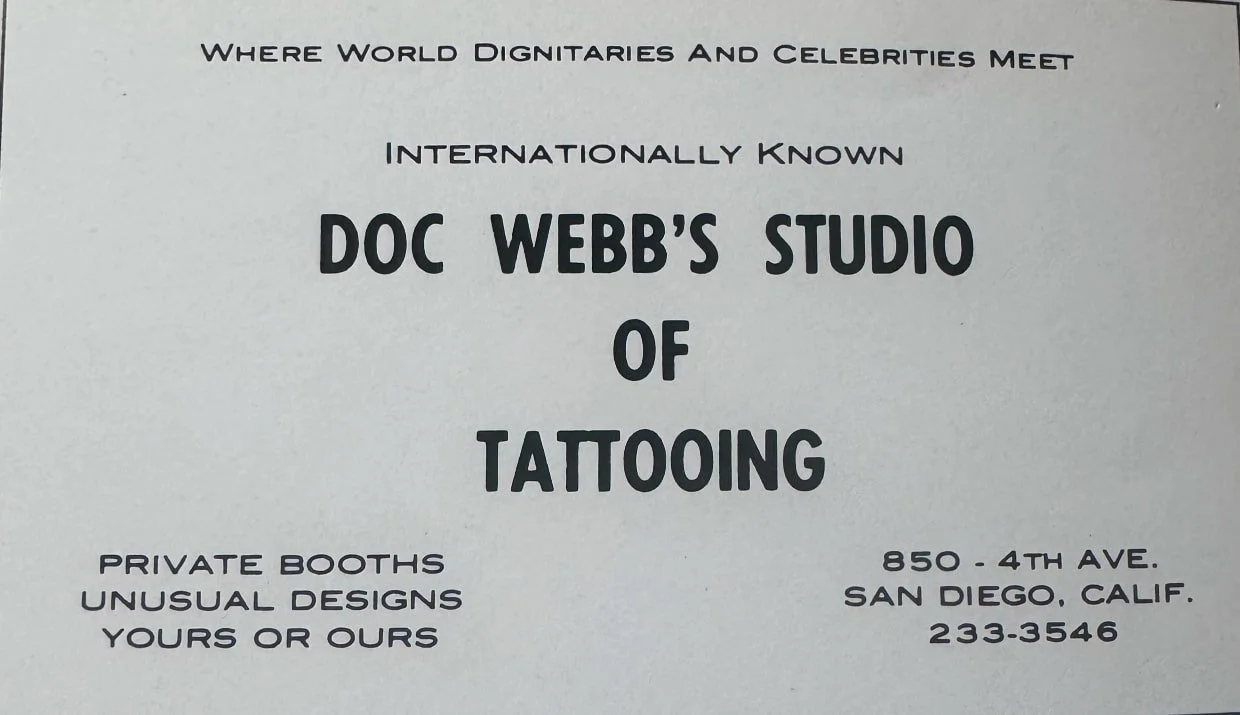 Where World Dignitaries And Celebrities Meet
Internationally Known
DOC WEBB'S STUDIO
OF
TATTOOING
PRIVATE BOOTHS
UNUSUAL DESIGNS
YOURS OR OURS
850 - 4TH AVE.
SAN DIEGO, CALIF.
233-3546